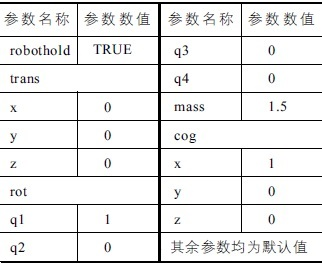 参数名称 参数数值 参数名称 参数数值
robothold TRUE q3 0
trans q4 0
x 0 mass 1.5
y 0 cog
z 0 x 1
rot y 0
q1 1 z 0
q2 0 其余参数均为默认值